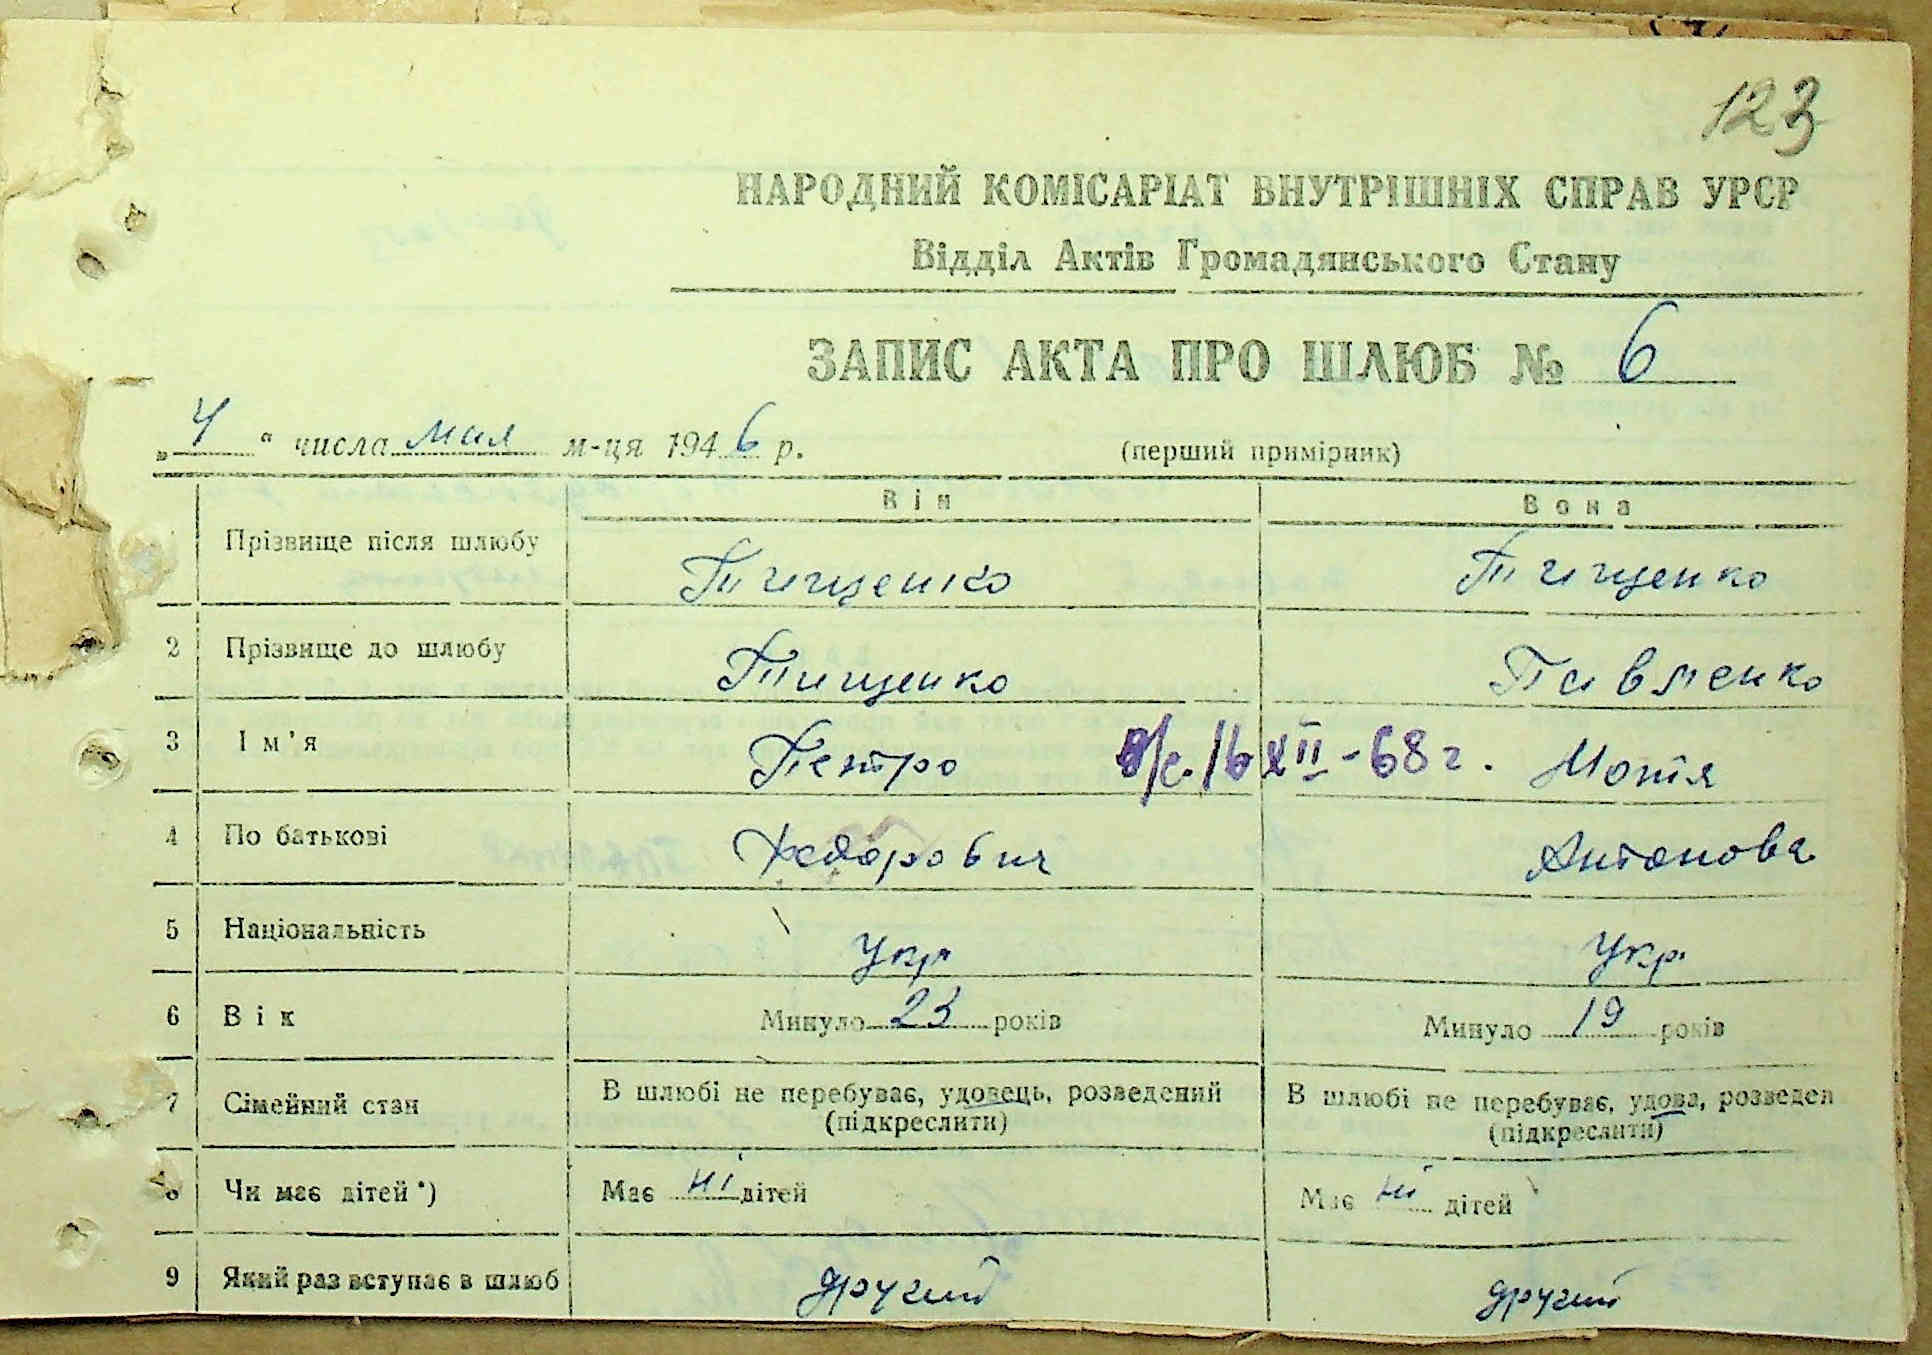 123
НАРОДНИЙ КОМІСАРІАТ ВНУТРІШНІХ СПРАВ УРСР
Відділ Актів Громадянського Стану
ЗАПИС АКТА ПРО ШЛЮБ № 6
„ 4 " числа мая м-ця 1946 р. (перший примірник)
Він Вона
Прізвище після шлюбу Тищенко Тищенко
2 Прізвище до шлюбу Тищенко Павленко
3 Ім'я Петро XII-68 г. Мотя
4 По батькові Федорович Антонова
5 Національність Укр Укр.
6 Вік Минуло 23 років Минуло 19 років
7 Сімейний стан В шлюбі не перебуває, удовець, розведений (підкреслити) В шлюбі не перебуває, удова, розведен (підкреслити)
8 Чи має дітей *) Має ні дітей Має ні дітей
9 Який раз вступає в шлюб другий другий